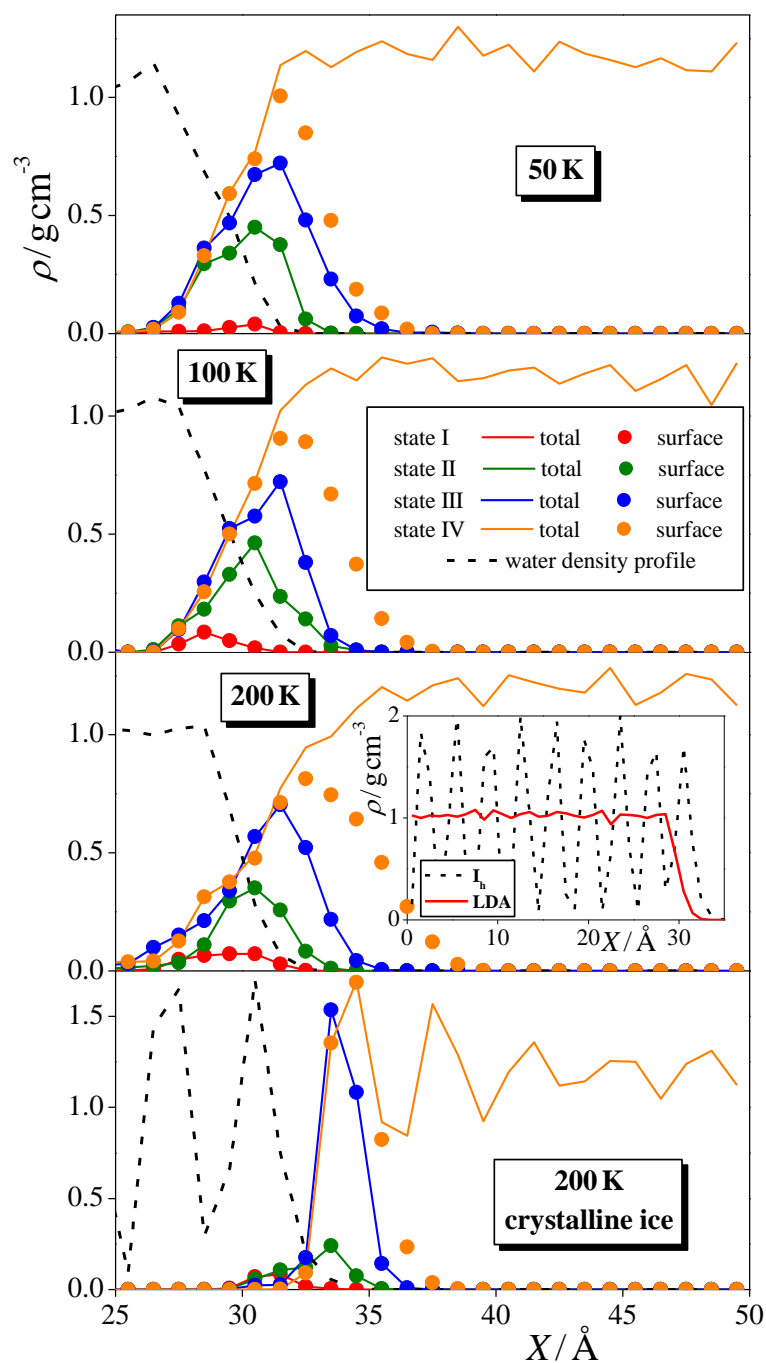 ρ/gcm⁻³
1.0
0.5
0.0
50 K
1.0
0.5
0.0
100 K
state I total surface
state II total surface
state III total surface
state IV total surface
water density profile
1.0
0.5
0.0
200 K
ρ/gcm⁻³
2
1
0
I_h
LDA
0 10 20 30
X/Å
1.5
1.0
0.5
0.0
200 K
crystalline ice
25 30 35 40 45 50
X/Å